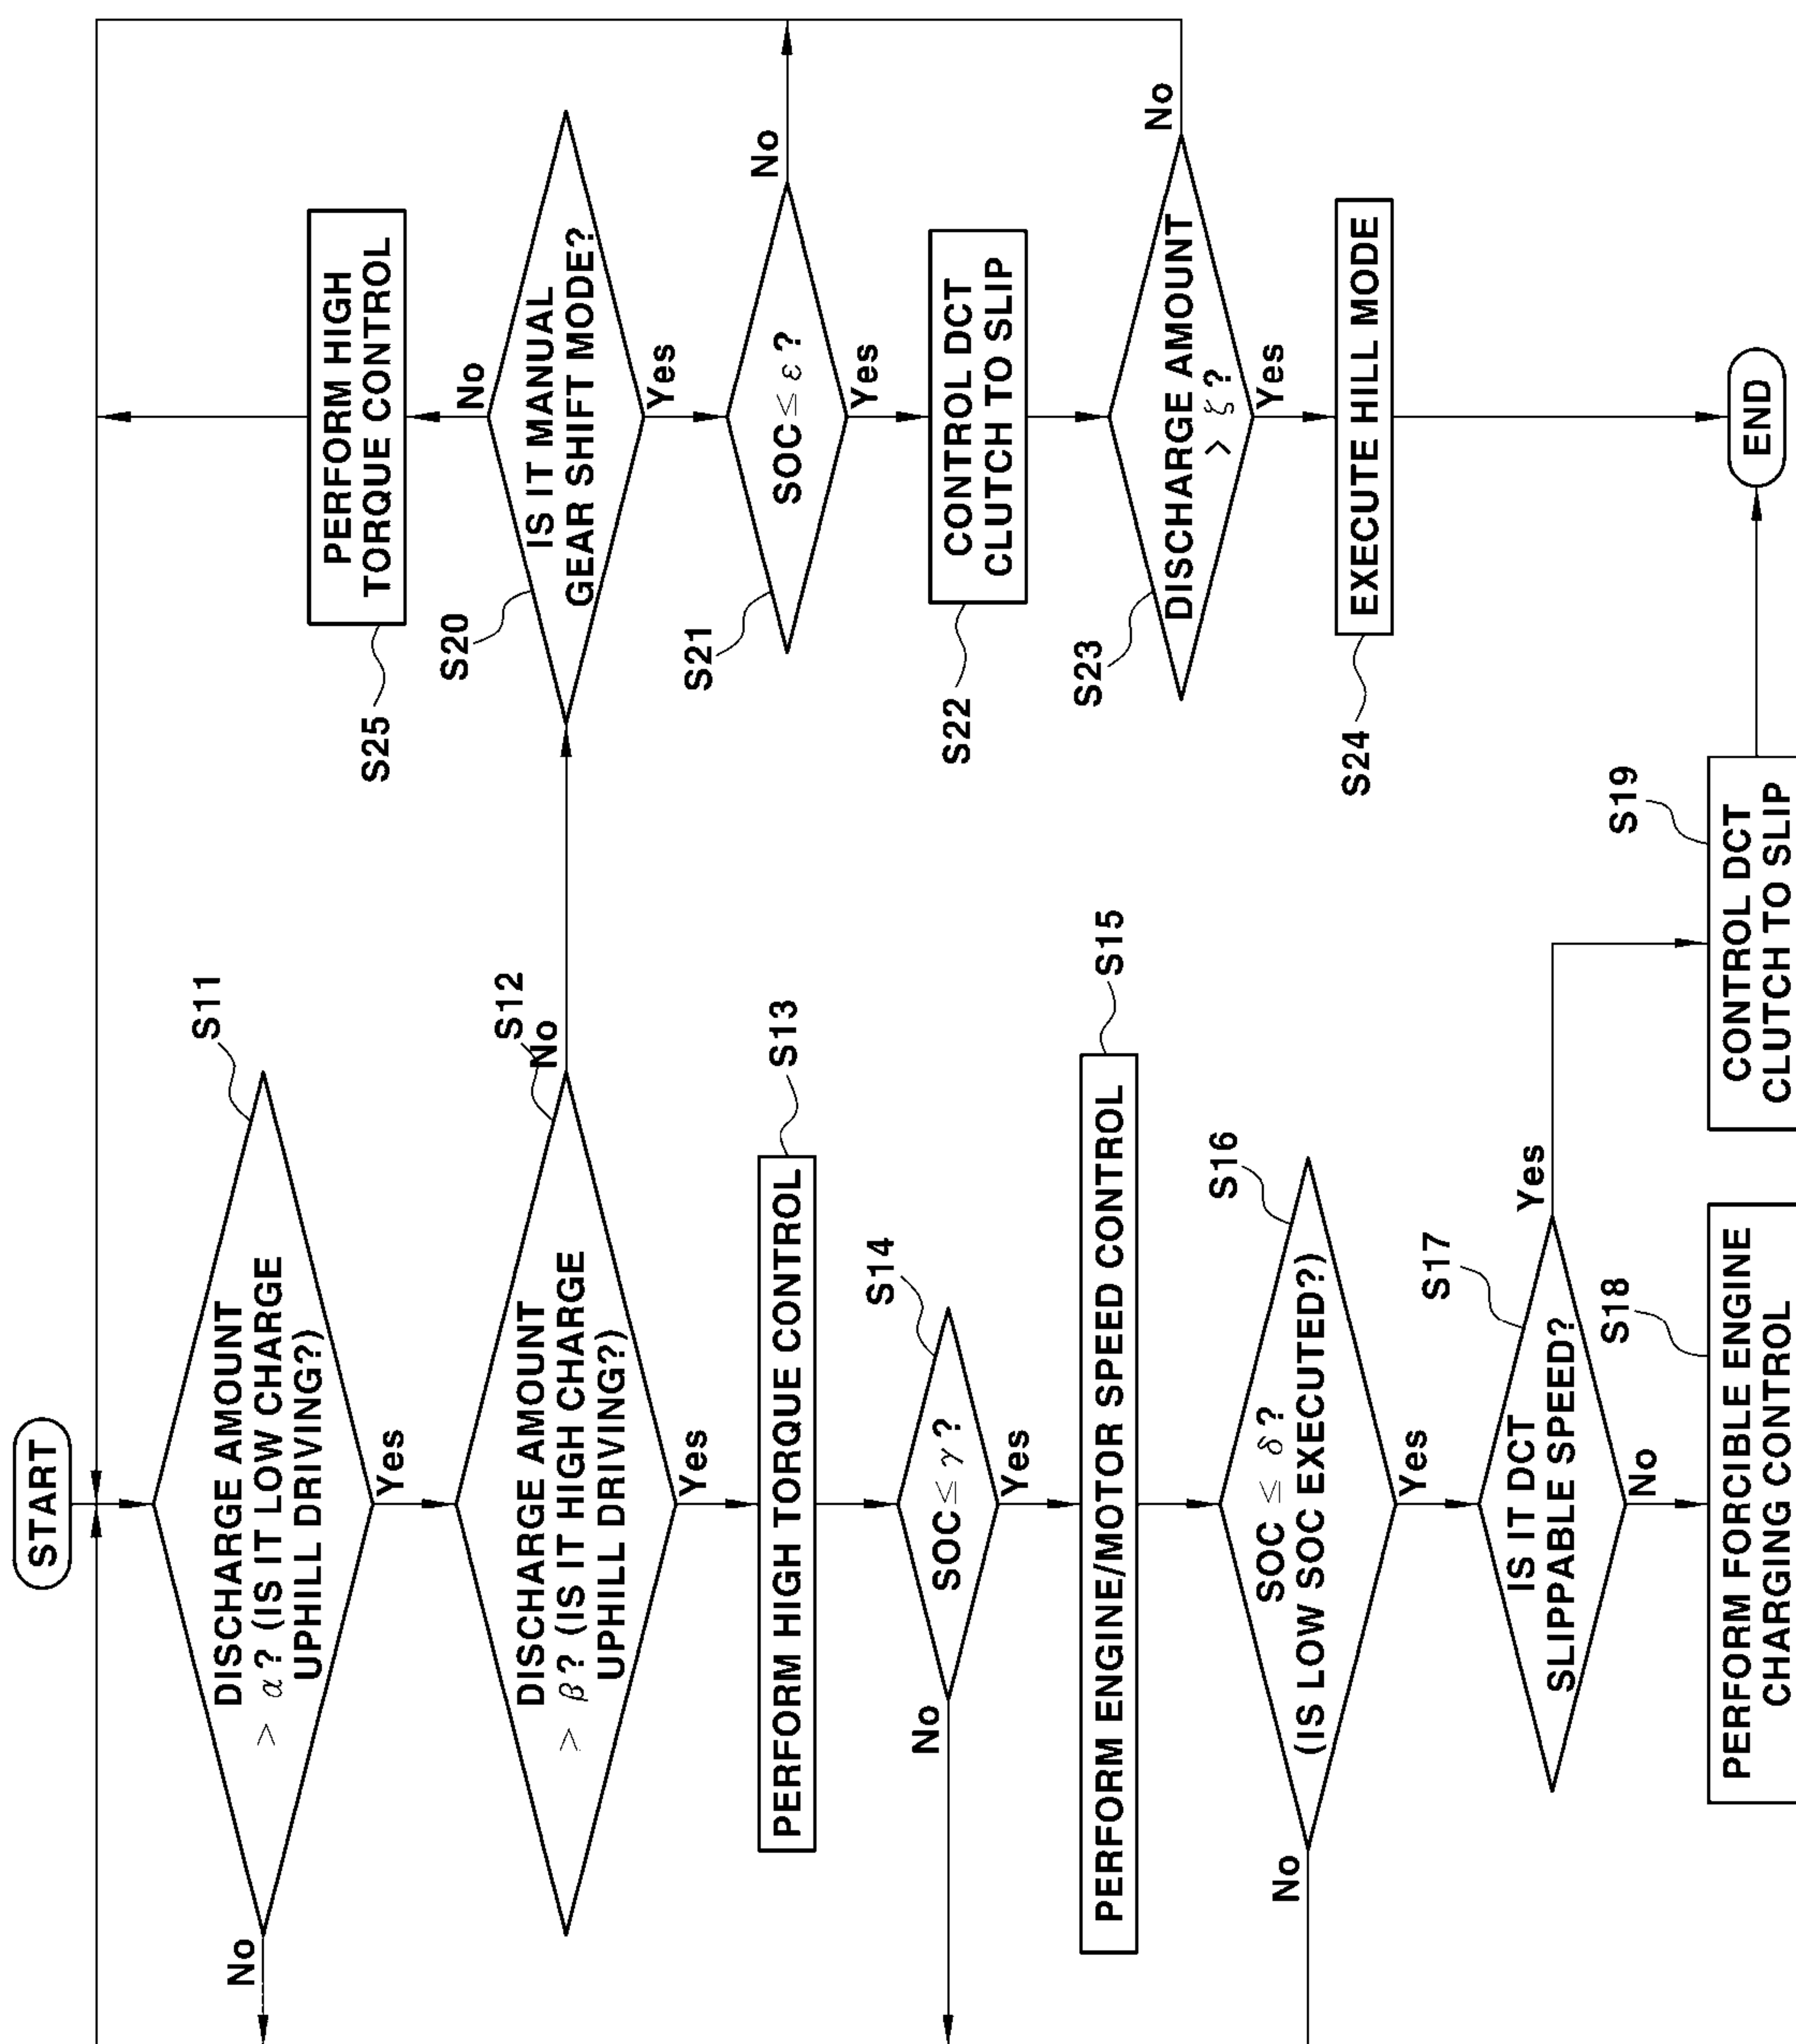 START
S11
DISCHARGE AMOUNT
> α ? (IS IT LOW CHARGE
UPHILL DRIVING?)
No
Yes
S12
DISCHARGE AMOUNT
> β ? (IS IT HIGH CHARGE
UPHILL DRIVING?)
No
Yes
S13
PERFORM HIGH TORQUE CONTROL
S14
SOC ≤ γ ?
No
Yes
S15
PERFORM ENGINE/MOTOR SPEED CONTROL
S16
SOC ≤ δ ?
(IS LOW SOC EXECUTED?)
No
Yes
S17
IS IT DCT
SLIPPABLE SPEED?
Yes
No
S18
PERFORM FORCIBLE ENGINE
CHARGING CONTROL
S19
CONTROL DCT
CLUTCH TO SLIP
S25
PERFORM HIGH
TORQUE CONTROL
No
S20
IS IT MANUAL
GEAR SHIFT MODE?
Yes
S21
SOC ≤ ε ?
No
Yes
S22
CONTROL DCT
CLUTCH TO SLIP
S23
DISCHARGE AMOUNT
> ζ ?
No
Yes
S24
EXECUTE HILL MODE
END